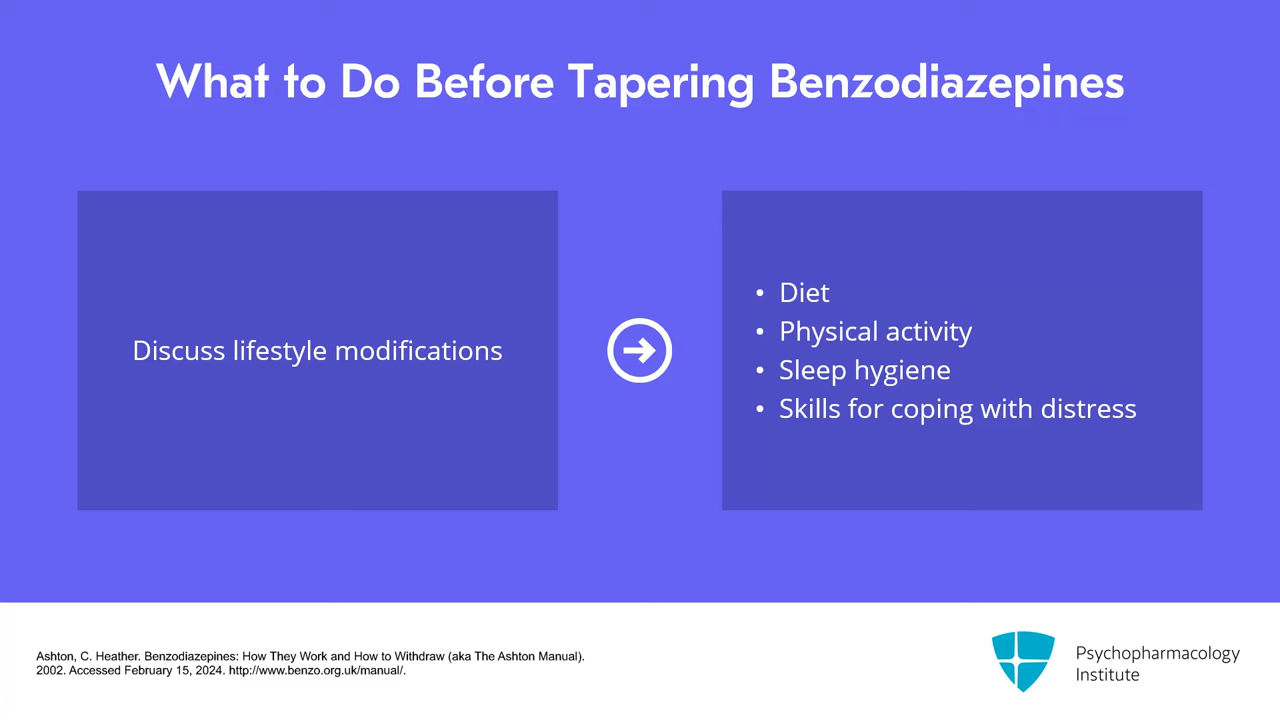 What to Do Before Tapering Benzodiazepines
Discuss lifestyle modifications
• Diet
• Physical activity
• Sleep hygiene
• Skills for coping with distress
Ashton, C. Heather. Benzodiazepines: How They Work and How to Withdraw (aka The Ashton Manual).
2002. Accessed February 15, 2024. http://www.benzo.org.uk/manual/.
Psychopharmacology
Institute